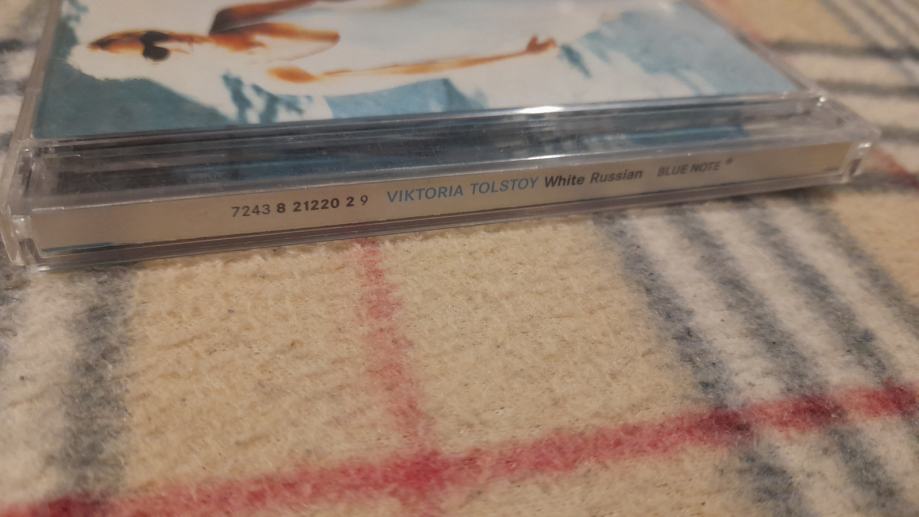 7243 8 21220 2 9 VIKTORIA TOLSTOY White Russian BLUE NOTE ®